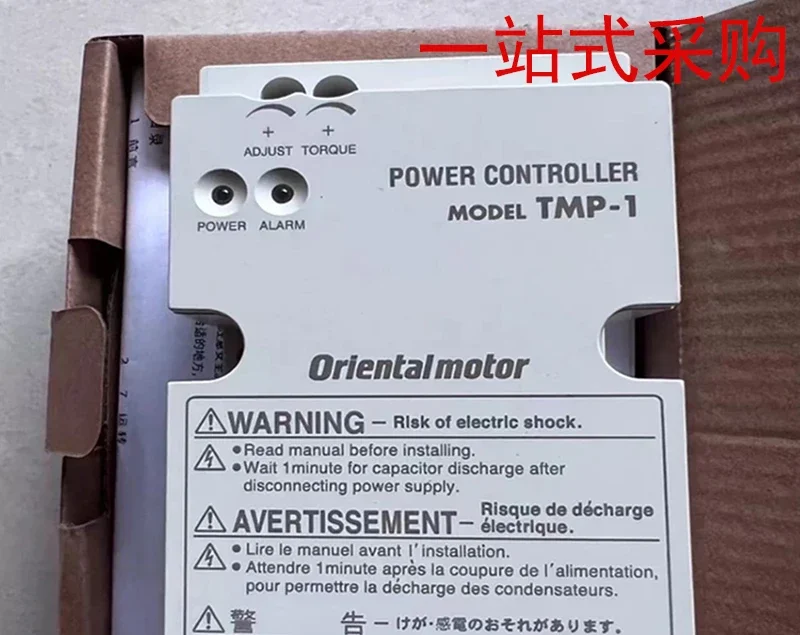 一站式采购
ADJUST TORQUE
POWER CONTROLLER
MODEL TMP-1
POWER ALARM
Orientalmotor
WARNING - Risk of electric shock.
●Read manual before installing.
●Wait 1minute for capacitor discharge after
disconnecting power supply.
AVERTISSEMENT - Risque de décharge
électrique.
●Lire le manuel avant l'installation.
●Attendre 1minute après la coupure de l'alimentation,
pour permettre la décharge des condensateurs.
警 告 - けが・感電のおそれがあります。